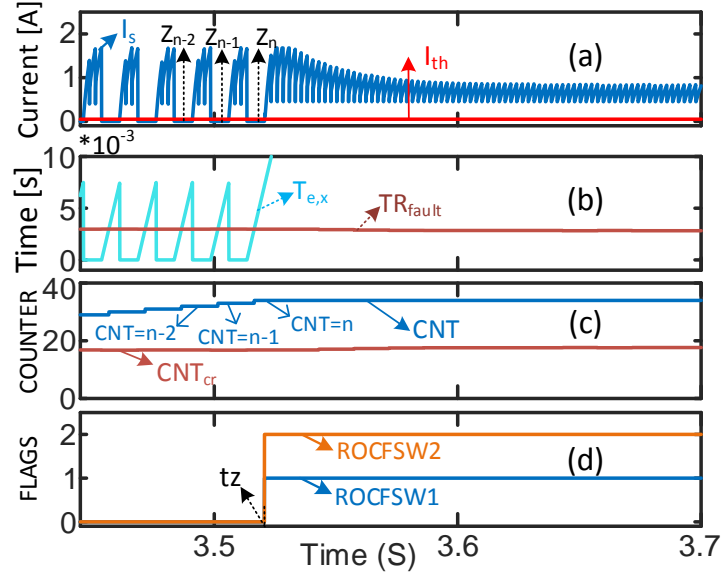 Current [A]
2
1
0
I_s
Z_n-2
Z_n-1
Z_n
I_th
(a)
*10^-3
Time [s]
10
5
0
T_e,x
TR_fault
(b)
COUNTER
40
20
0
CNT=n-2
CNT=n-1
CNT=n
CNT
(c)
CNT_cr
FLAGS
2
1
0
ROCFSW2
(d)
tz
ROCFSW1
3.5
3.6
3.7
Time (S)